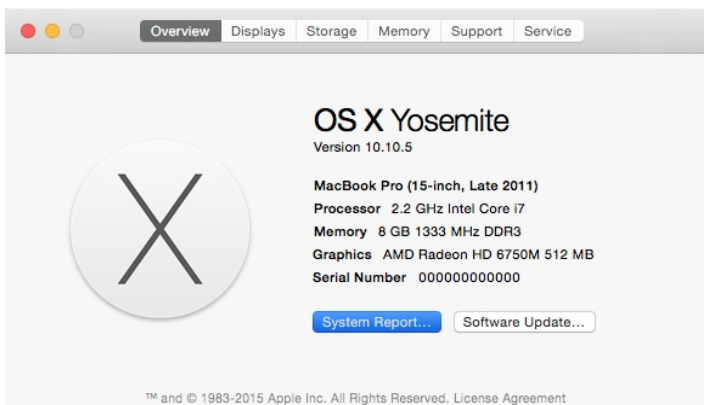 Overview Displays Storage Memory Support Service
OS X Yosemite
Version 10.10.5
MacBook Pro (15-inch, Late 2011)
Processor 2.2 GHz Intel Core i7
Memory 8 GB 1333 MHz DDR3
Graphics AMD Radeon HD 6750M 512 MB
Serial Number 000000000000
System Report... Software Update...
™ and © 1983-2015 Apple Inc. All Rights Reserved. License Agreement